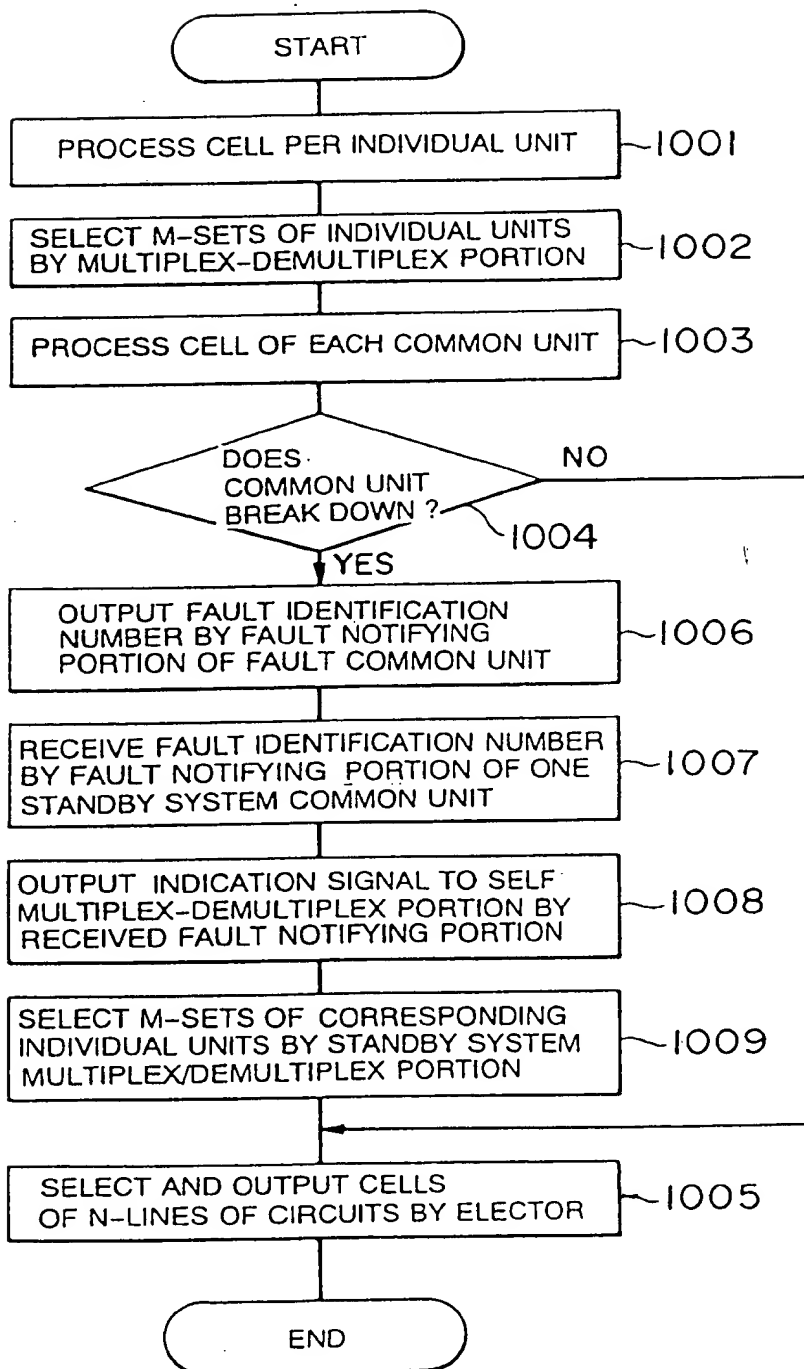 START
PROCESS CELL PER INDIVIDUAL UNIT
1001
SELECT M-SETS OF INDIVIDUAL UNITS
BY MULTIPLEX-DEMULTIPLEX PORTION
1002
PROCESS CELL OF EACH COMMON UNIT
1003
DOES
COMMON UNIT
BREAK DOWN ?
NO
1004
YES
OUTPUT FAULT IDENTIFICATION
NUMBER BY FAULT NOTIFYING
PORTION OF FAULT COMMON UNIT
1006
RECEIVE FAULT IDENTIFICATION NUMBER
BY FAULT NOTIFYING PORTION OF ONE
STANDBY SYSTEM COMMON UNIT
1007
OUTPUT INDICATION SIGNAL TO SELF
MULTIPLEX-DEMULTIPLEX PORTION BY
RECEIVED FAULT NOTIFYING PORTION
1008
SELECT M-SETS OF CORRESPONDING
INDIVIDUAL UNITS BY STANDBY SYSTEM
MULTIPLEX/DEMULTIPLEX PORTION
1009
SELECT AND OUTPUT CELLS
OF N-LINES OF CIRCUITS BY ELECTOR
1005
END